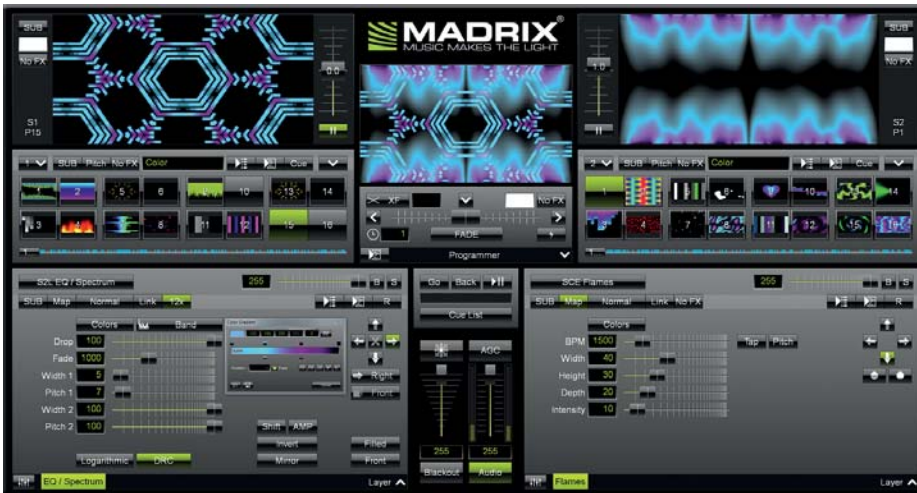 SUB
No FX
S1
P15
0.0
MADRIX®
MUSIC MAKES THE LIGHT
1.0
SUB
No FX
S2
P1
1 SUB Pitch No FX Color Cue
1 2 5 6 10 13 14
3 11 12 15 16
XF No FX
1 FADE
Programmer
2 SUB Pitch No FX Color Cue
1 14
4 12 15
S2L EQ / Spectrum 255 B S
SUB Map Normal Link 12x R
Colors Band
Drop 100
Fade 1000
Width 1 5
Pitch 1 7
Width 2 100
Pitch 2 100
Right
Front
Shift AMP
Invert Filled
Logarithmic DRC Mirror Front
EQ / Spectrum Layer
Go Back
Cue List
AGC
255 255
Blackout Audio
SCE Flames 255 B S
SUB Map Normal Link No FX R
Colors
BPM 1500 Tap Pitch
Width 40
Height 30
Depth 20
Intensity 10
Flames Layer